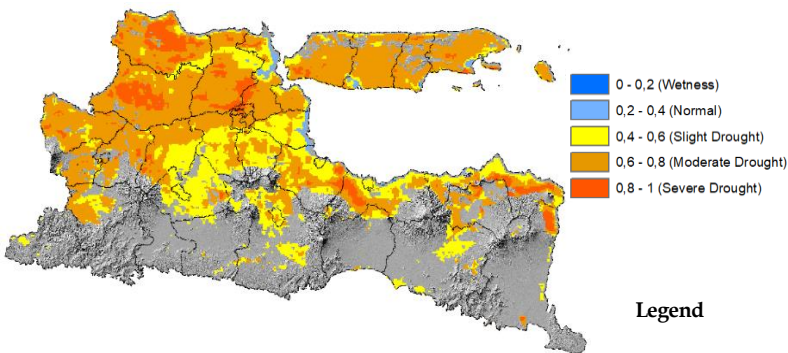 0 - 0,2 (Wetness)
0,2 - 0,4 (Normal)
0,4 - 0,6 (Slight Drought)
0,6 - 0,8 (Moderate Drought)
0,8 - 1 (Severe Drought)
Legend